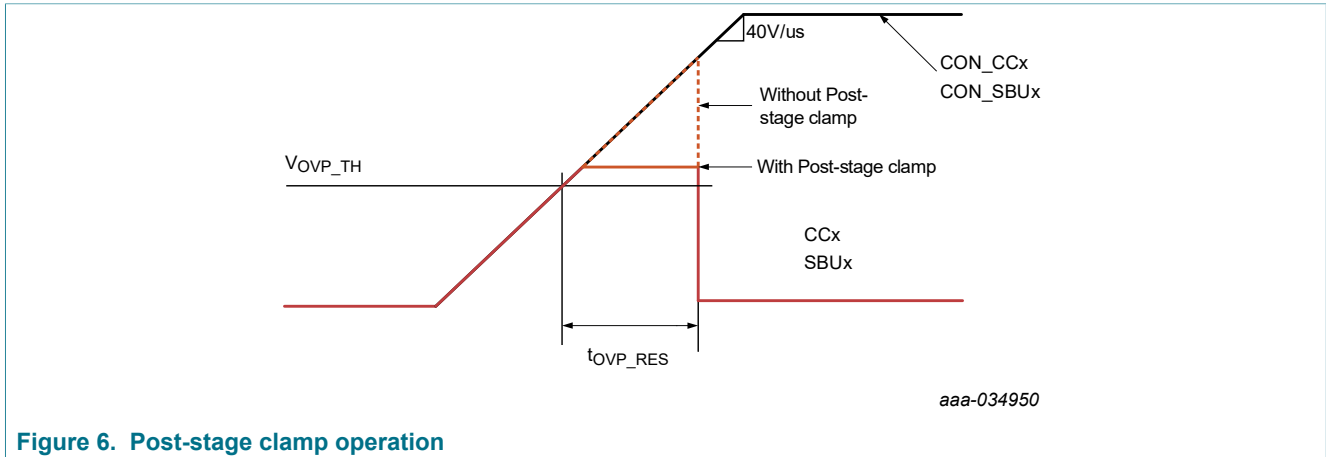 40V/us
CON_CCx
CON_SBUx
Without Post-
stage clamp
VOVP_TH
With Post-stage clamp
CCx
SBUx
tOVP_RES
aaa-034950
Figure 6. Post-stage clamp operation